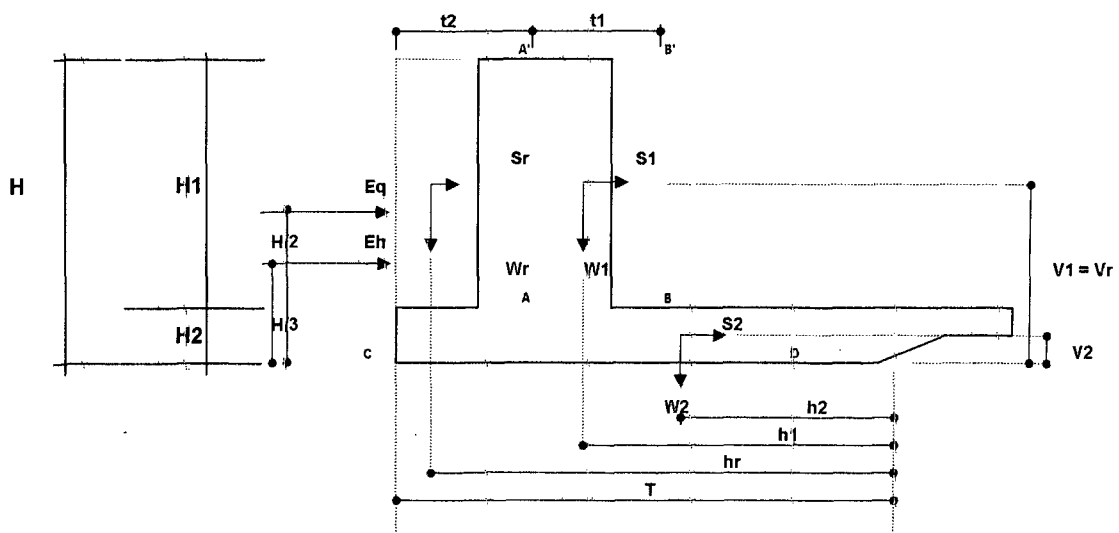 t2
t1
A'
B'
Sr
S1
H
H1
Eq
H/2
Eh
Wr
W1
V1 = Vr
A
B
H2
H/3
S2
C
D
V2
W2
h2
h1
hr
T